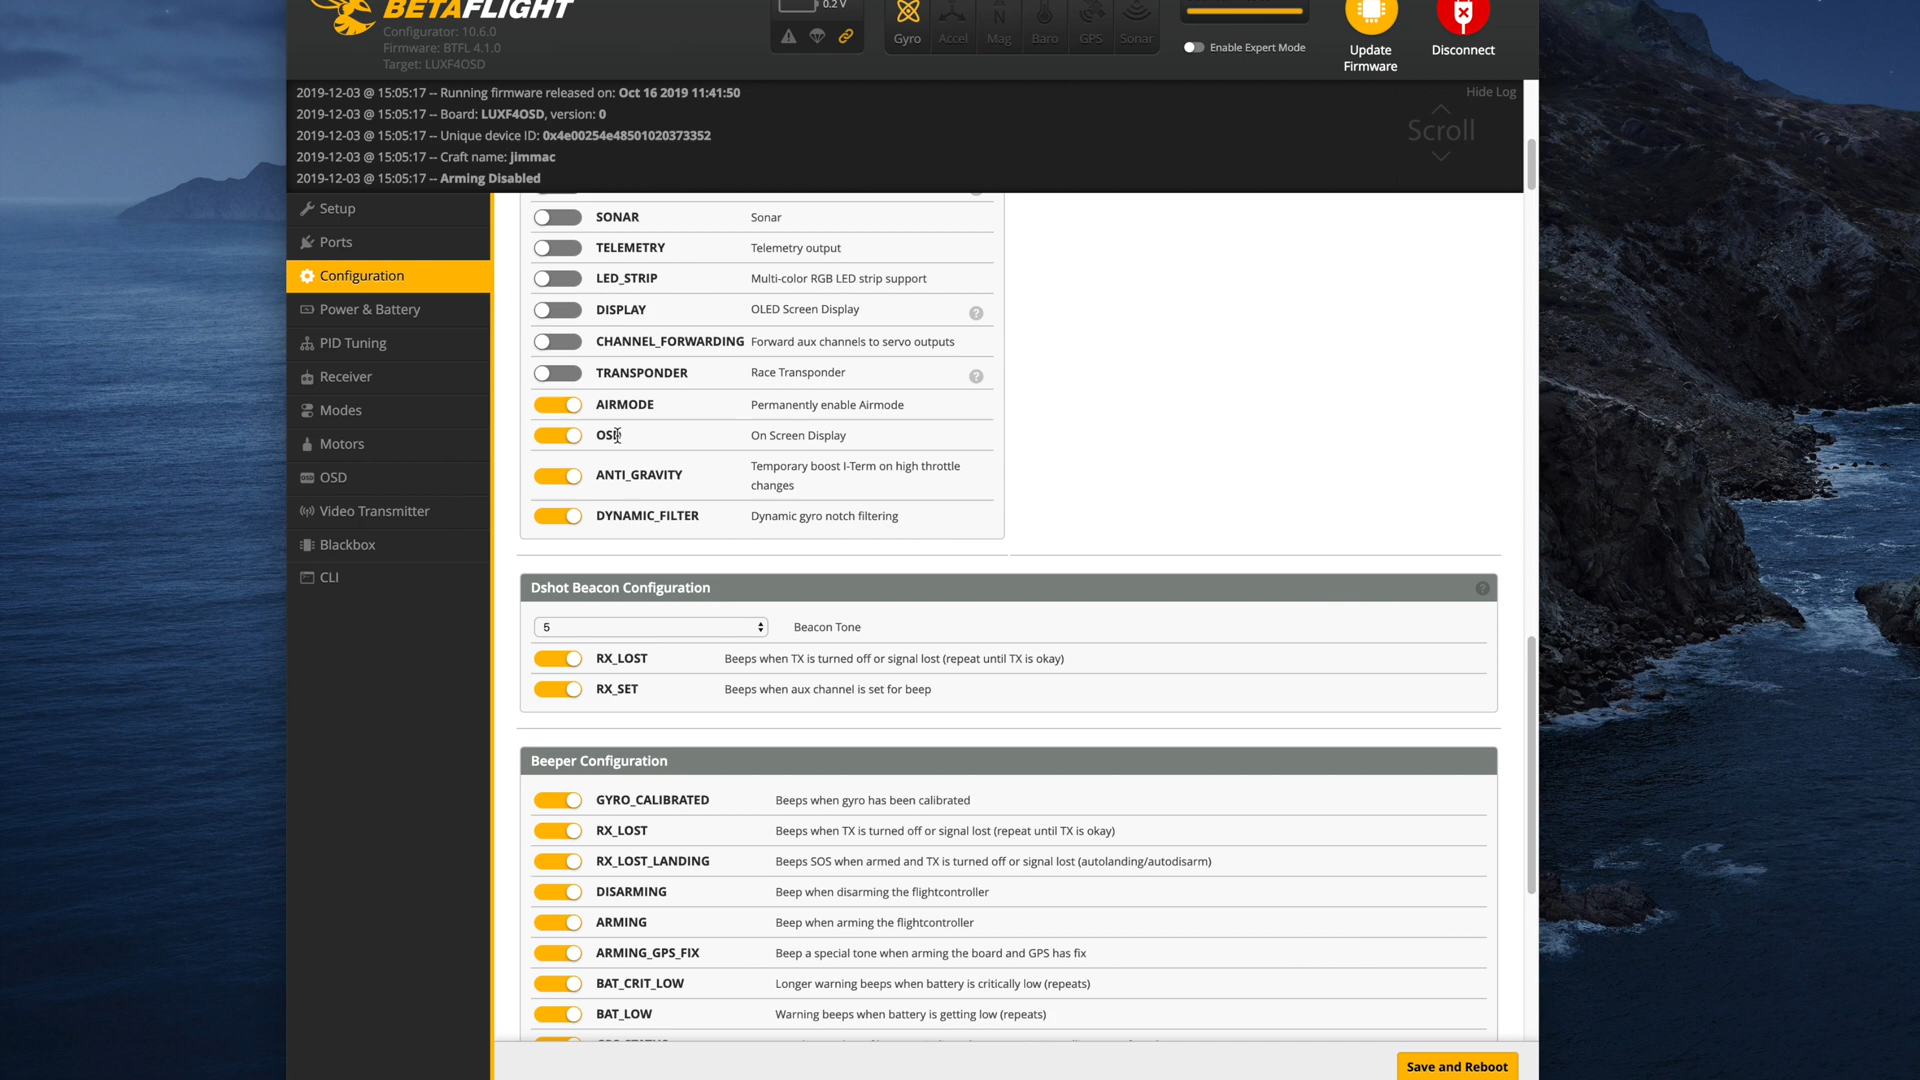 BETAFLIGHT
Configurator: 10.6.0
Firmware: BTFL 4.1.0
Target: LUXF4OSD
0.2 V
Gyro
Accel
Mag
Baro
GPS
Sonar
Enable Expert Mode
Update
Firmware
Disconnect
2019-12-03 @ 15:05:17 -- Running firmware released on: Oct 16 2019 11:41:50
2019-12-03 @ 15:05:17 -- Board: LUXF4OSD, version: 0
2019-12-03 @ 15:05:17 -- Unique device ID: 0x4e00254e48501020373352
2019-12-03 @ 15:05:17 -- Craft name: jimmac
2019-12-03 @ 15:05:17 -- Arming Disabled
Hide Log
Scroll
Setup
Ports
Configuration
Power & Battery
PID Tuning
Receiver
Modes
Motors
OSD
Video Transmitter
Blackbox
CLI
SONAR Sonar
TELEMETRY Telemetry output
LED_STRIP Multi-color RGB LED strip support
DISPLAY OLED Screen Display ?
CHANNEL_FORWARDING Forward aux channels to servo outputs
TRANSPONDER Race Transponder ?
AIRMODE Permanently enable Airmode
OSD On Screen Display
ANTI_GRAVITY Temporary boost I-Term on high throttle
changes
DYNAMIC_FILTER Dynamic gyro notch filtering
Dshot Beacon Configuration ?
5 Beacon Tone
RX_LOST Beeps when TX is turned off or signal lost (repeat until TX is okay)
RX_SET Beeps when aux channel is set for beep
Beeper Configuration
GYRO_CALIBRATED Beeps when gyro has been calibrated
RX_LOST Beeps when TX is turned off or signal lost (repeat until TX is okay)
RX_LOST_LANDING Beeps SOS when armed and TX is turned off or signal lost (autolanding/autodisarm)
DISARMING Beep when disarming the flightcontroller
ARMING Beep when arming the flightcontroller
ARMING_GPS_FIX Beep a special tone when arming the board and GPS has fix
BAT_CRIT_LOW Longer warning beeps when battery is critically low (repeats)
BAT_LOW Warning beeps when battery is getting low (repeats)
Save and Reboot